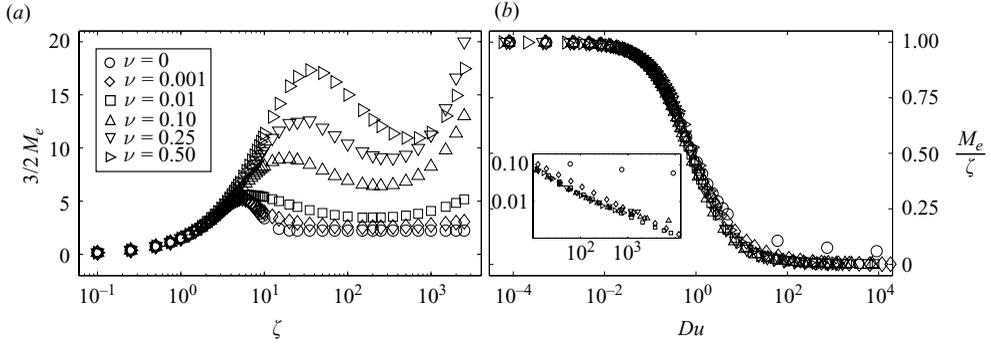 (a)
(b)
20
15
10
5
0
3/2 M_e
ν = 0
ν = 0.001
ν = 0.01
ν = 0.10
ν = 0.25
ν = 0.50
10^–1
10^0
10^1
10^2
10^3
ζ
1.00
0.75
0.50
0.25
0
M_e
ζ
0.10
0.01
10^2
10^3
10^–4
10^–2
10^0
10^2
10^4
Du